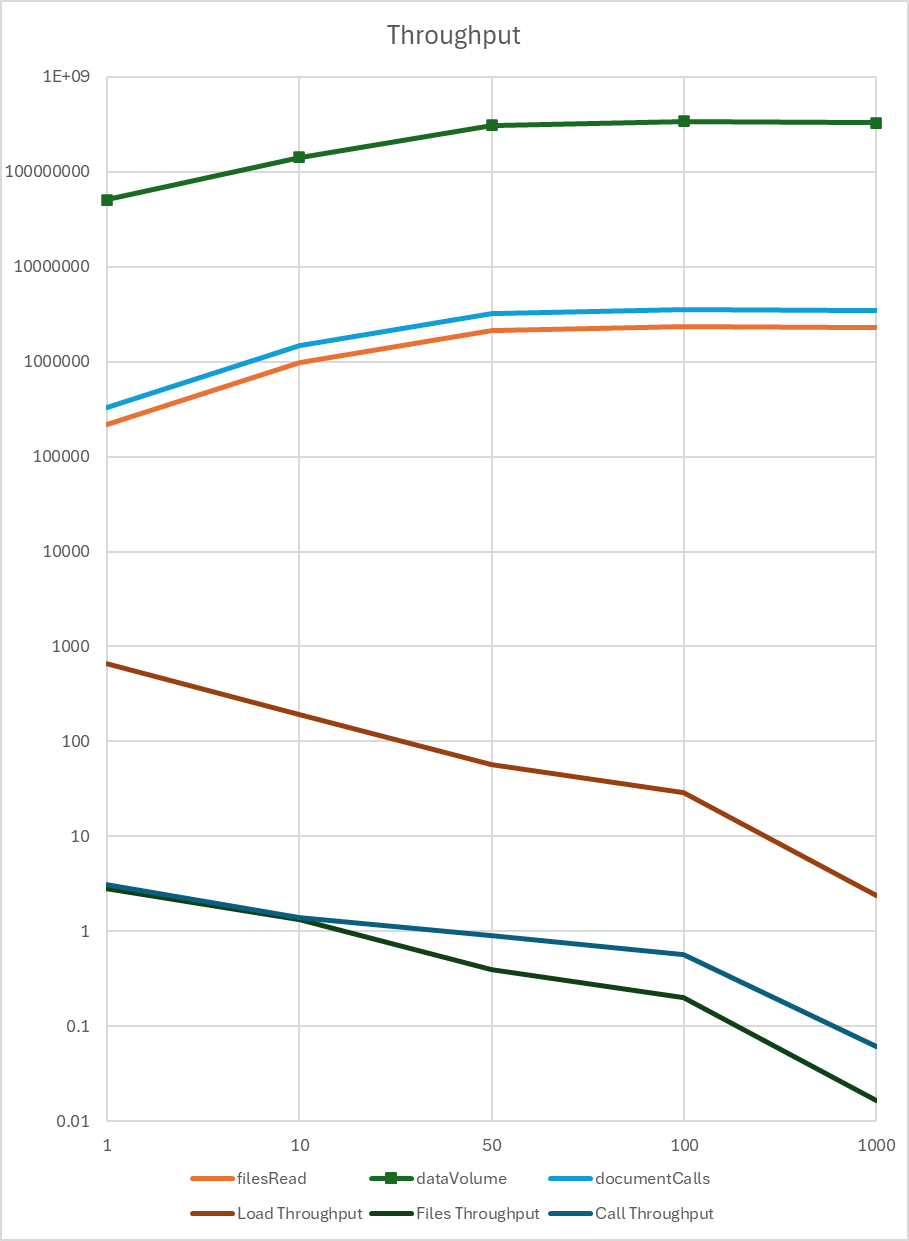 Throughput
1E+09
100000000
10000000
1000000
100000
10000
1000
100
10
1
0.1
0.01
1 10 50 100 1000
filesRead dataVolume documentCalls
Load Throughput Files Throughput Call Throughput